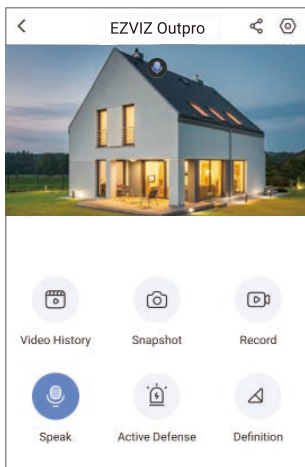 EZVIZ Outpro
Video History
Snapshot
Record
Speak
Active Defense
Definition